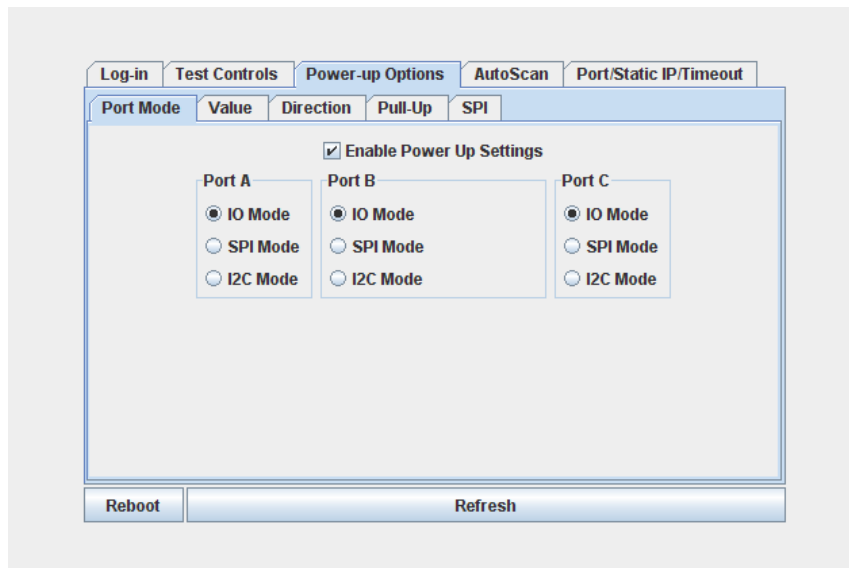 Log-in Test Controls Power-up Options AutoScan Port/Static IP/Timeout
Port Mode Value Direction Pull-Up SPI
Enable Power Up Settings
Port A Port B Port C
IO Mode IO Mode IO Mode
SPI Mode SPI Mode SPI Mode
I2C Mode I2C Mode I2C Mode
Reboot Refresh